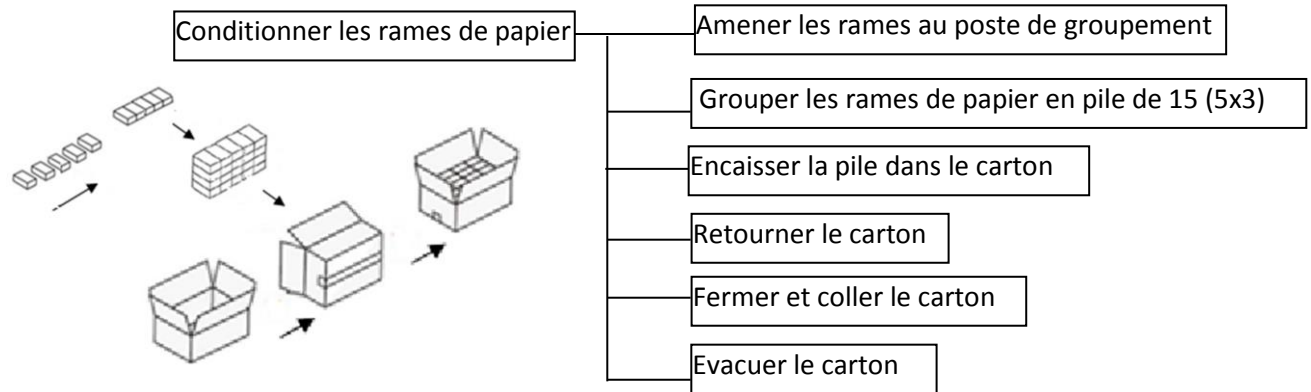 Conditionner les rames de papier
Amener les rames au poste de groupement
Grouper les rames de papier en pile de 15 (5x3)
Encaisser la pile dans le carton
Retourner le carton
Fermer et coller le carton
Evacuer le carton